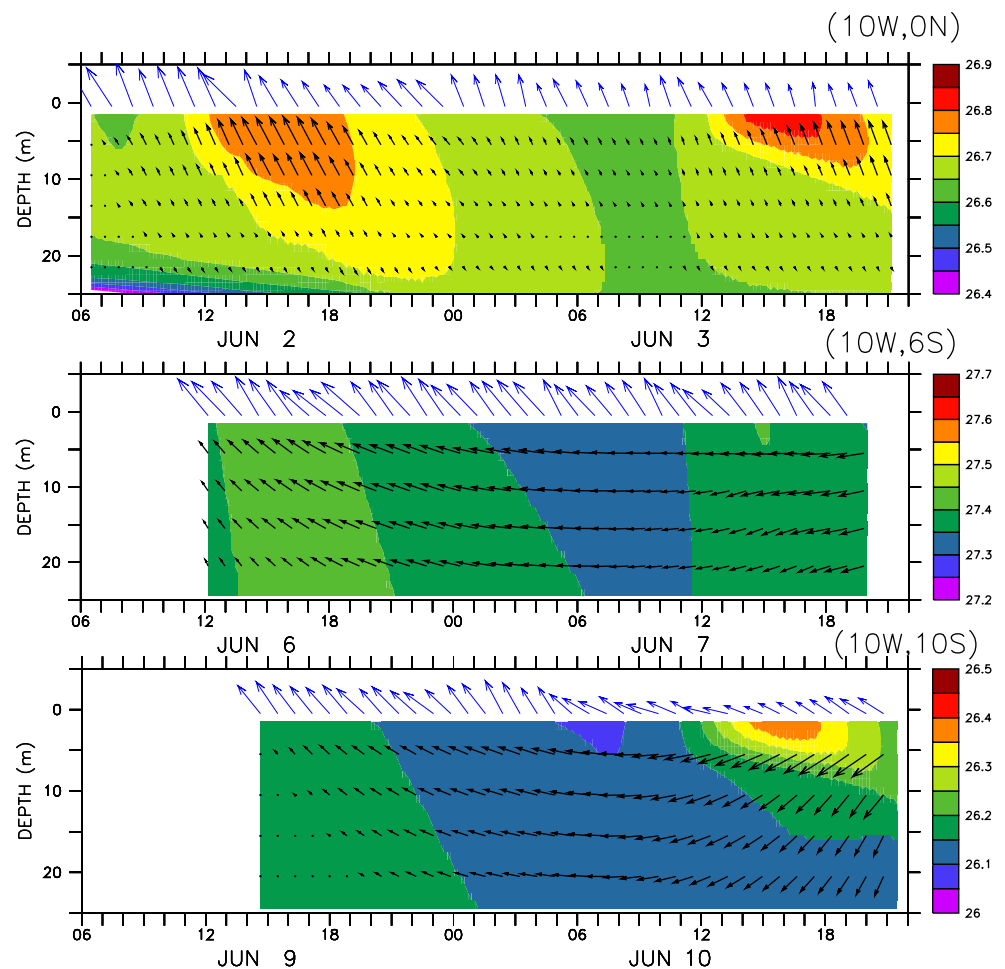 (10W,0N)
DEPTH (m)
0
10
20
06 12 18 00 06 12 18
JUN 2 JUN 3
26.9
26.8
26.7
26.6
26.5
26.4
(10W,6S)
DEPTH (m)
0
10
20
06 12 18 00 06 12 18
JUN 6 JUN 7
27.7
27.6
27.5
27.4
27.3
27.2
(10W,10S)
DEPTH (m)
0
10
20
06 12 18 00 06 12 18
JUN 9 JUN 10
26.5
26.4
26.3
26.2
26.1
26